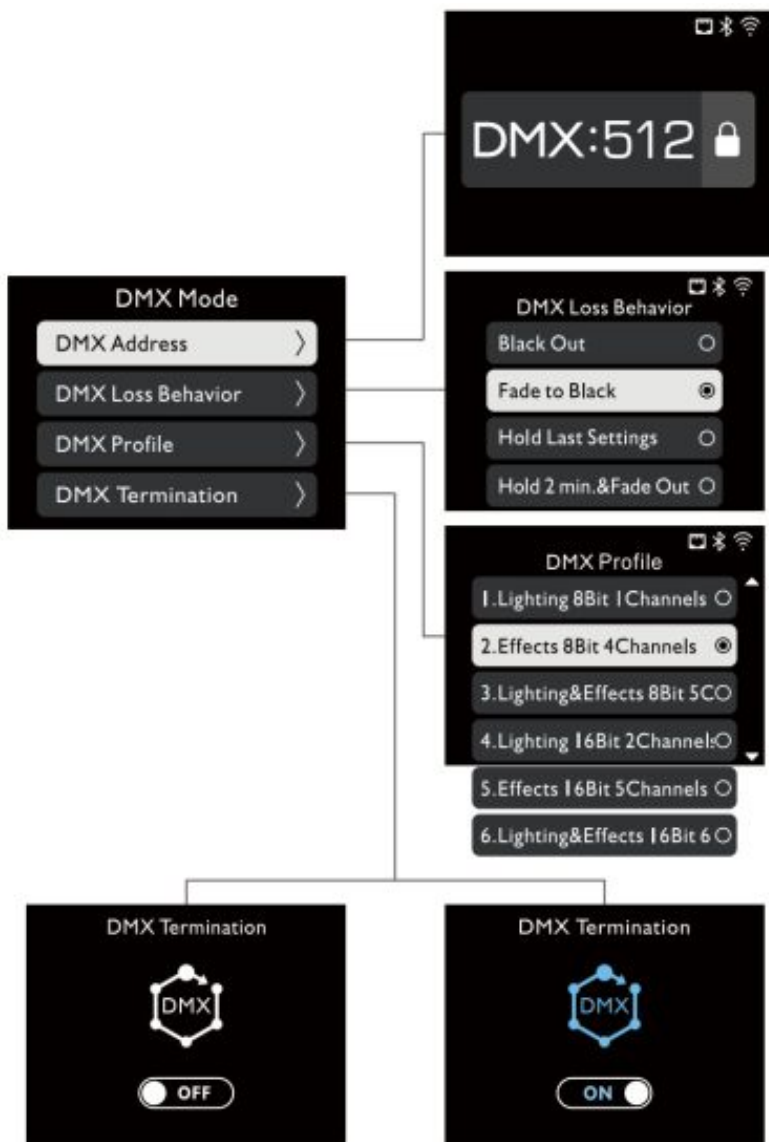 DMX:512
DMX Mode
DMX Address
DMX Loss Behavior
DMX Profile
DMX Termination
DMX Loss Behavior
Black Out
Fade to Black
Hold Last Settings
Hold 2 min.&Fade Out
DMX Profile
1.Lighting 8Bit 1Channels
2.Effects 8Bit 4Channels
3.Lighting&Effects 8Bit 5C
4.Lighting 16Bit 2Channels
5.Effects 16Bit 5Channels
6.Lighting&Effects 16Bit 6
DMX Termination
DMX
OFF
DMX Termination
DMX
ON